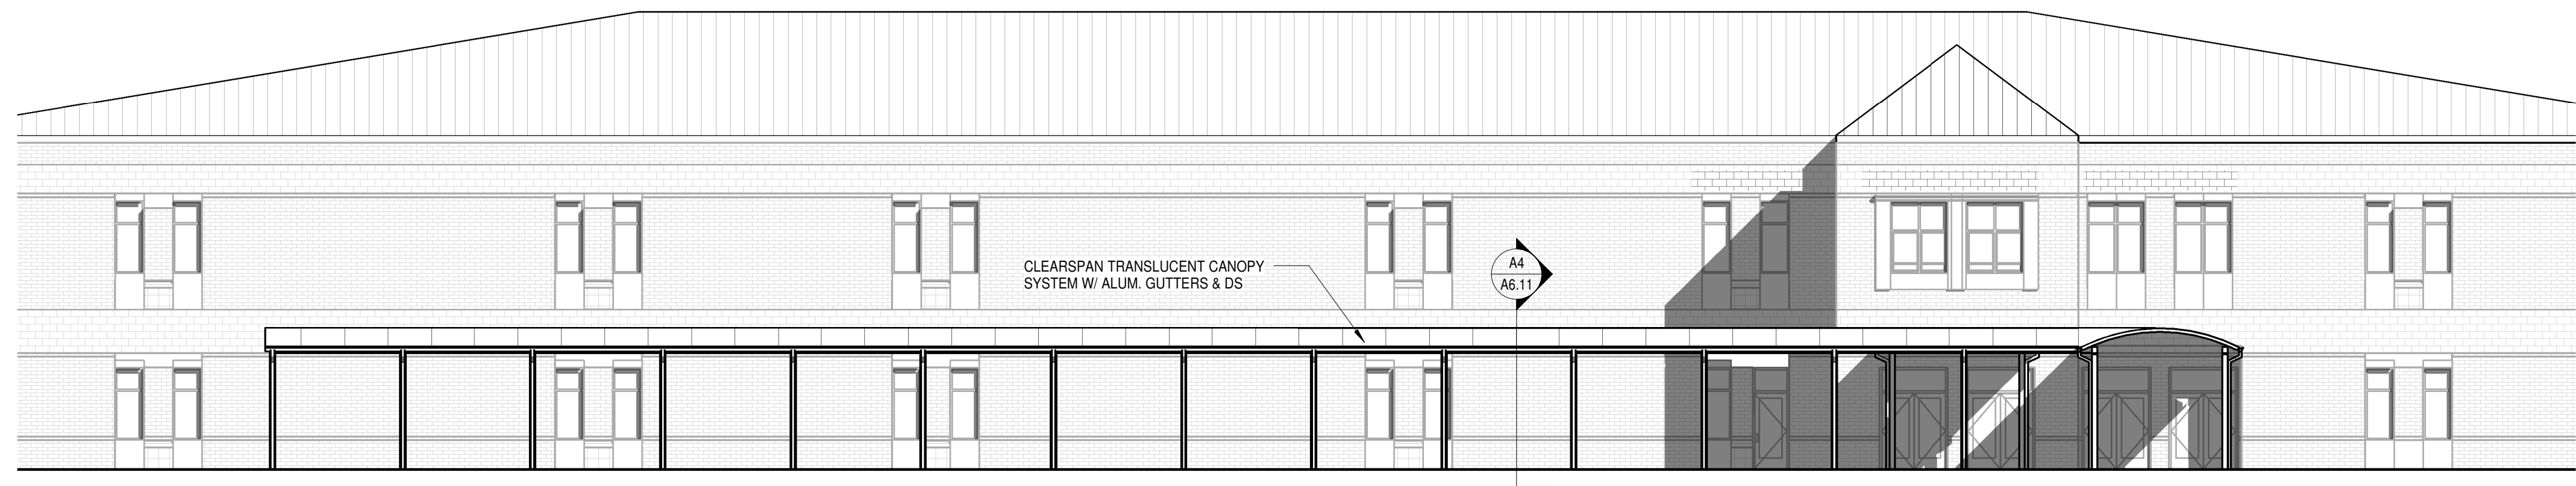 CLEARSPAN TRANSLUCENT CANOPY
SYSTEM W/ ALUM. GUTTERS & DS
A4
A6.11